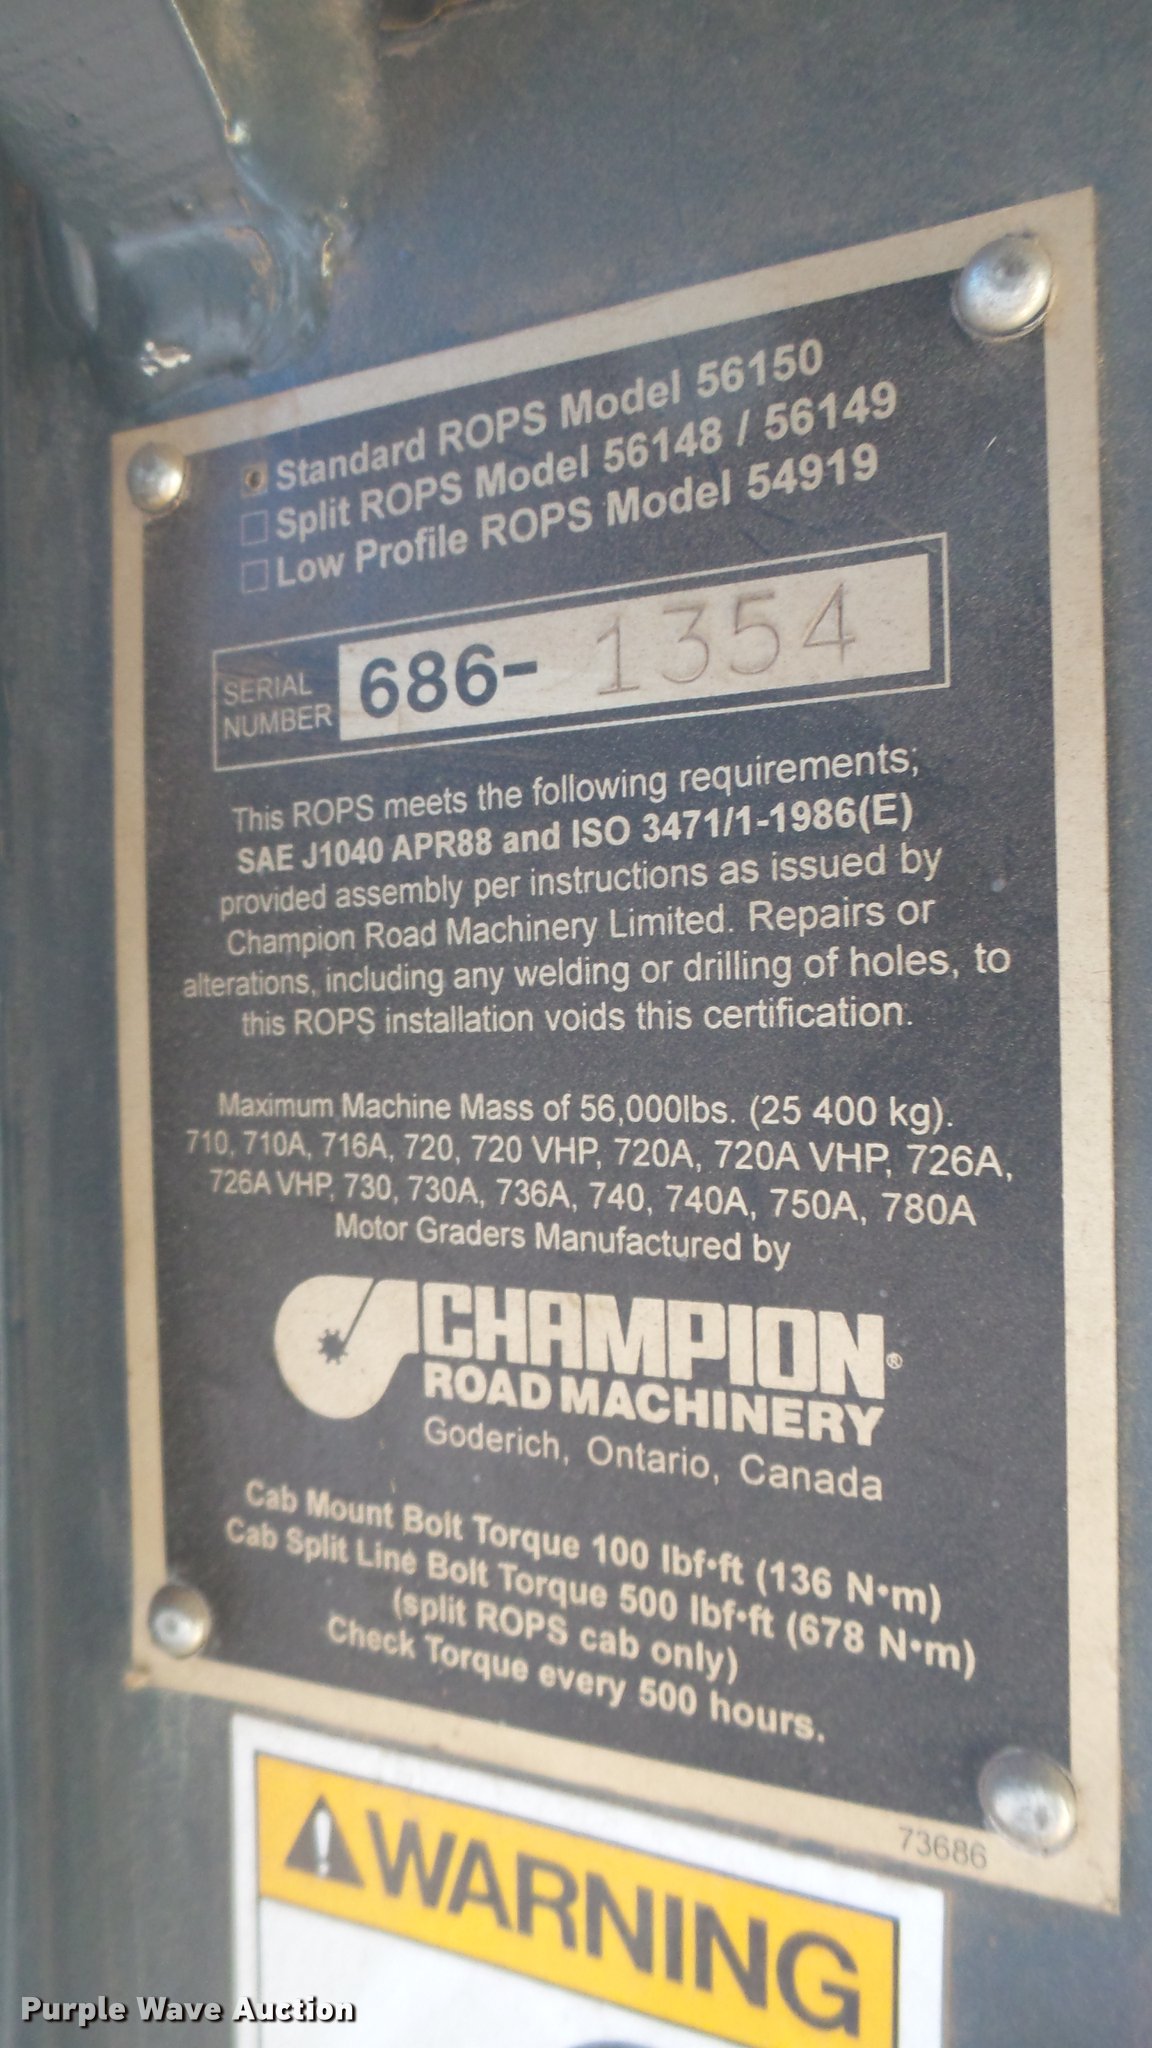 Standard ROPS Model 56150
Split ROPS Model 56148 / 56149
Low Profile ROPS Model 54919
SERIAL NUMBER 686- 1354
This ROPS meets the following requirements;
SAE J1040 APR88 and ISO 3471/1-1986(E)
provided assembly per instructions as issued by
Champion Road Machinery Limited. Repairs or
alterations, including any welding or drilling of holes, to
this ROPS installation voids this certification.
Maximum Machine Mass of 56,000lbs. (25 400 kg).
710, 710A, 716A, 720, 720 VHP, 720A, 720A VHP, 726A,
726A VHP, 730, 730A, 736A, 740, 740A, 750A, 780A
Motor Graders Manufactured by
CHAMPION®
ROAD MACHINERY
Goderich, Ontario, Canada
Cab Mount Bolt Torque 100 lbf•ft (136 N•m)
Cab Split Line Bolt Torque 500 lbf•ft (678 N•m)
(split ROPS cab only)
Check Torque every 500 hours.
73686
WARNING
Purple Wave Auction